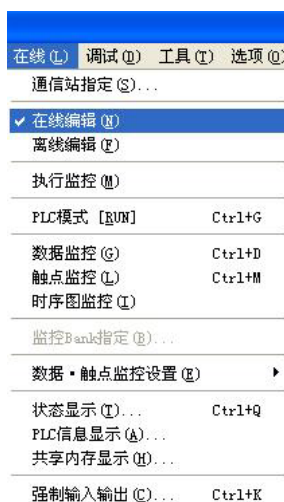 在线(L) 调试(D) 工具(T) 选项(O)
通信站指定(S)...
✓ 在线编辑(N)
离线编辑(F)
执行监控(M)
PLC模式 [RUN] Ctrl+G
数据监控(G) Ctrl+D
触点监控(L) Ctrl+M
时序图监控(I)
监控Bank指定(B)...
数据·触点监控设置(E)
状态显示(T)... Ctrl+Q
PLC信息显示(A)...
共享内存显示(H)...
强制输入输出(C)... Ctrl+K